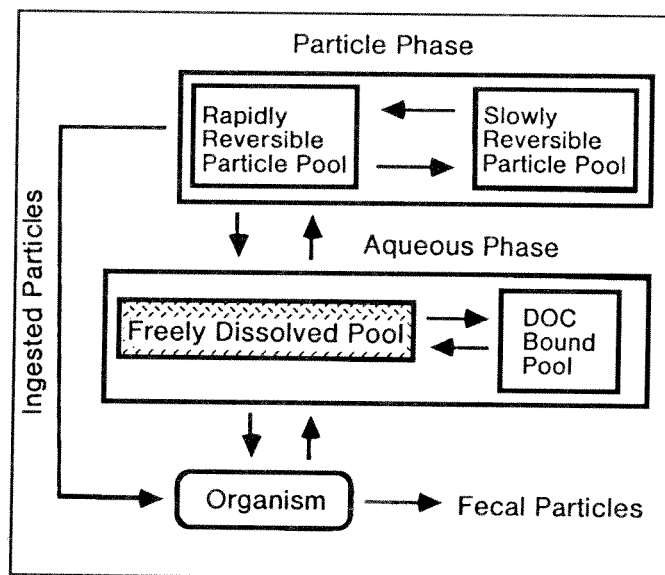 Particle Phase
Rapidly
Reversible
Particle Pool
Slowly
Reversible
Particle Pool
Ingested Particles
Aqueous Phase
Freely Dissolved Pool
DOC
Bound
Pool
Organism
Fecal Particles